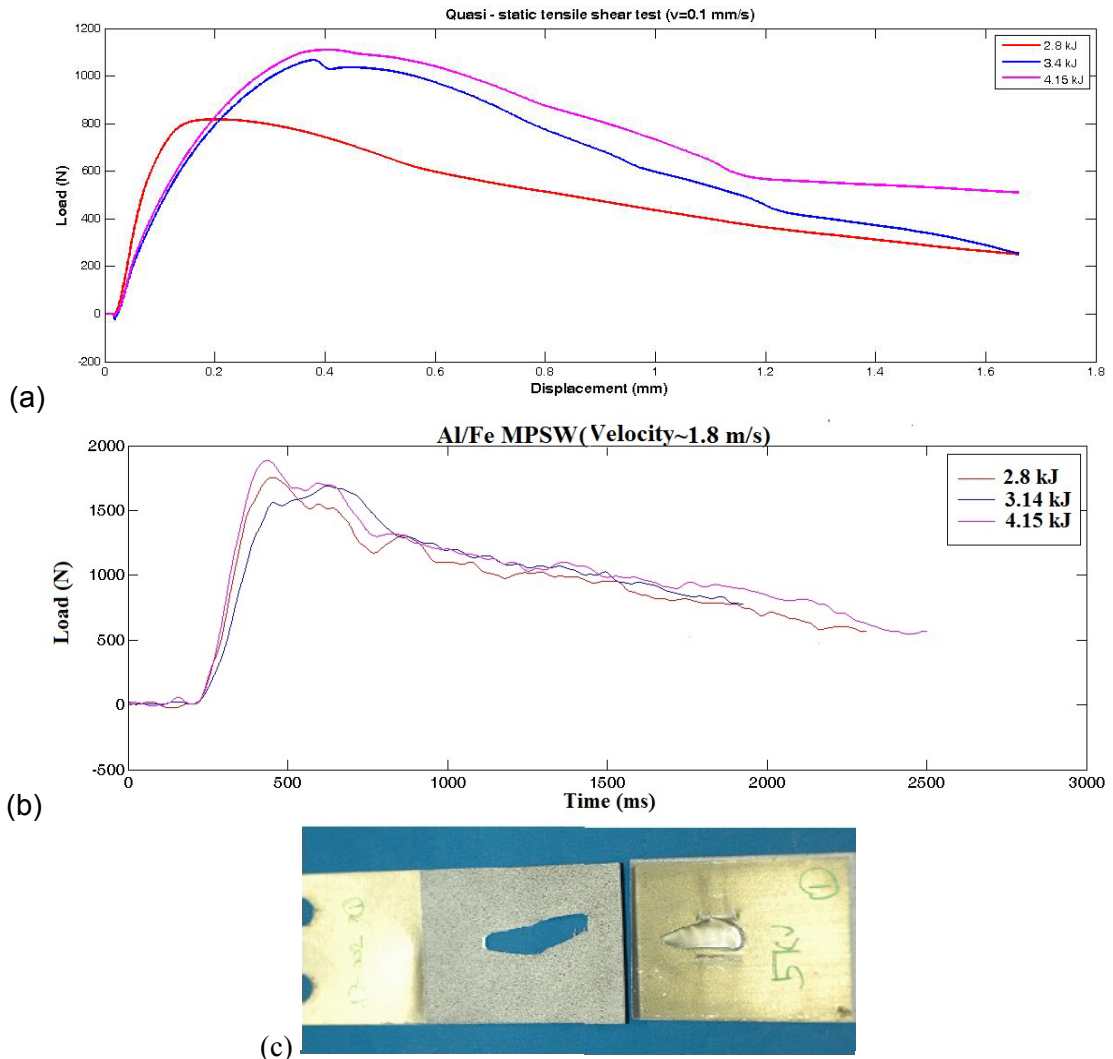 Quasi - static tensile shear test (v=0.1 mm/s)
1200
1000
800
600
400
200
0
-200
Load (N)
2.8 kJ
3.4 kJ
4.15 kJ
0 0.2 0.4 0.6 0.8 1 1.2 1.4 1.6 1.8
Displacement (mm)
(a)
Al/Fe MPSW(Velocity~1.8 m/s)
2000
1500
1000
500
0
-500
Load (N)
2.8 kJ
3.14 kJ
4.15 kJ
0 500 1000 1500 2000 2500 3000
Time (ms)
(b)
1
5KJ
(c)